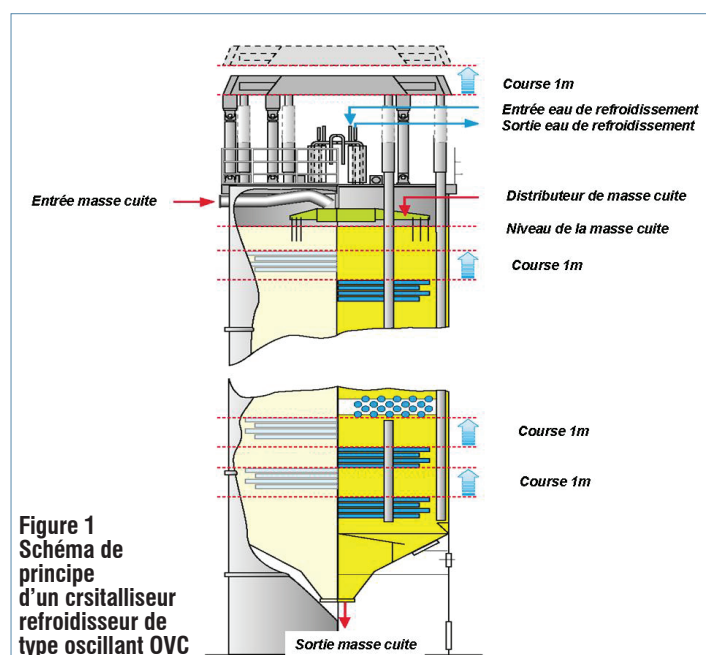 Course 1m
Entrée eau de refroidissement
Sortie eau de refroidissement
Entrée masse cuite
Distributeur de masse cuite
Niveau de la masse cuite
Course 1m
Course 1m
Course 1m
Figure 1
Schéma de
principe
d'un crsitalliseur
refroidisseur de
type oscillant OVC
Sortie masse cuite